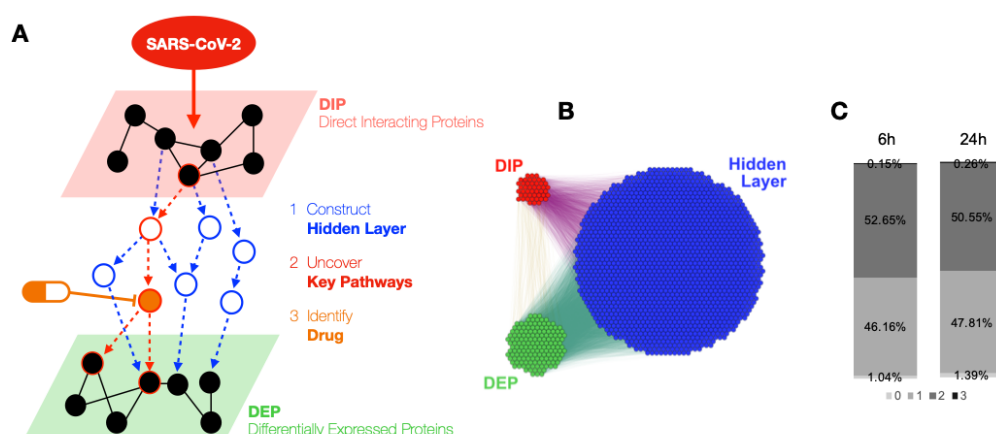 A
SARS-CoV-2
DIP
Direct Interacting Proteins
1 Construct
Hidden Layer
2 Uncover
Key Pathways
3 Identify
Drug
DEP
Differentially Expressed Proteins
B
DIP
Hidden
Layer
DEP
C
6h 24h
0.15% 0.26%
52.65% 50.55%
46.16% 47.81%
1.04% 1.39%
0 1 2 3